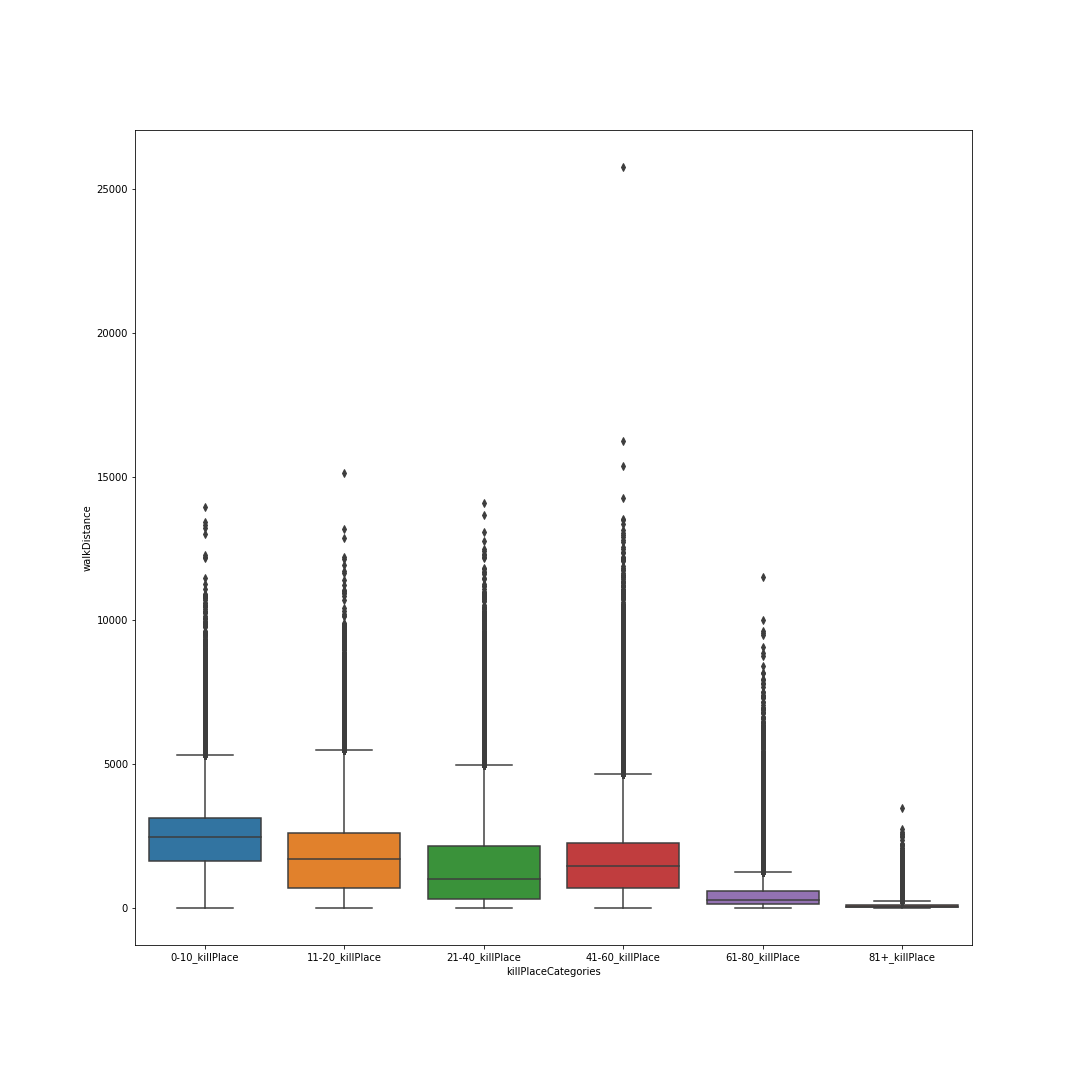 25000
20000
15000
10000
5000
0
walkDistance
0-10_killPlace 11-20_killPlace 21-40_killPlace 41-60_killPlace 61-80_killPlace 81+_killPlace
killPlaceCategories